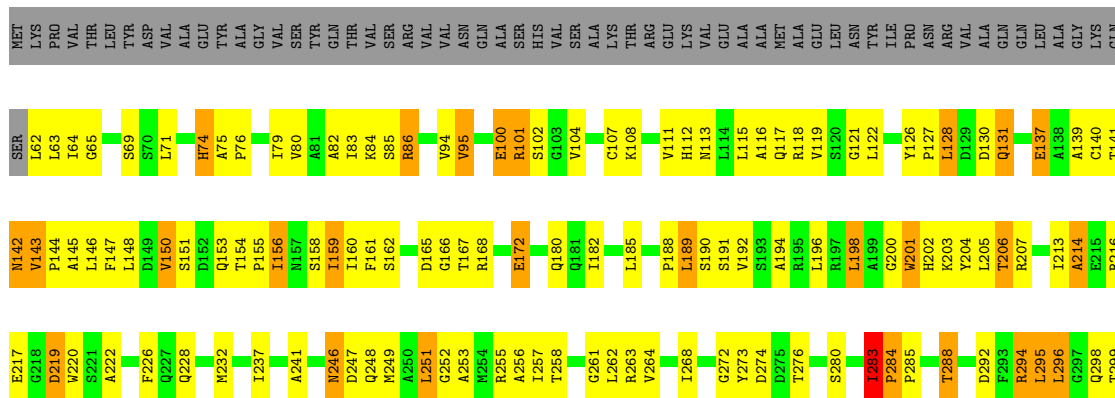 MET LYS PRO VAL THR LEU TYR ASP VAL ALA GLU TYR ALA GLY VAL SER TYR GLN THR VAL SER ARG VAL VAL ASN GLN ALA SER HIS VAL SER ALA LYS THR ARG GLU LYS VAL GLU ALA ALA MET ALA GLU LEU ASN TYR ILE PRO ASN ARG VAL ALA GLN GLN LEU ALA GLY LYS GLN
SER L62 L63 I64 G65 S69 S70 L71 H74 A75 P76 I79 V80 A81 A82 I83 K84 S85 R86 V94 V95 E100 R101 S102 G103 V104 C107 K108 V111 H112 N113 L114 L115 A116 Q117 R118 V119 S120 G121 L122 Y126 P127 L128 D129 D130 Q131 E137 A138 A139 C140 T141
N142 V143 P144 A145 L146 F147 L148 D149 V150 S151 D152 Q153 T154 P155 I156 N157 S158 I159 I160 F161 S162 D165 G166 T167 R168 E172 Q180 Q181 I182 L185 P188 L189 S190 S191 V192 S193 A194 R195 L196 R197 L198 A199 G200 W201 H202 K203 Y204 L205 T206 R207 I213 A214 E215 R216
E217 G218 D219 W220 S221 A222 F226 Q227 Q228 M232 I237 A241 N246 D247 Q248 M249 A250 L251 G252 A253 M254 R255 A256 I257 T258 G261 L262 R263 V264 I268 G272 Y273 D274 D275 T276 S280 I283 P284 P285 T288 D292 F293 R294 L295 L296 G297 Q298 T299